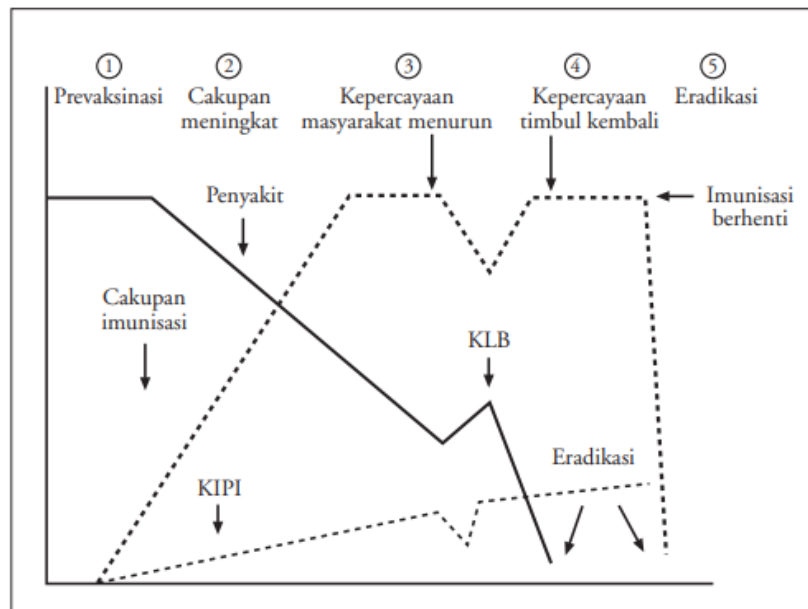 ①
Prevaksinasi
②
Cakupan
meningkat
③
Kepercayaan
masyarakat menurun
④
Kepercayaan
timbul kembali
⑤
Eradikasi
Penyakit
Imunisasi
berhenti
Cakupan
imunisasi
KLB
Eradikasi
KIPI